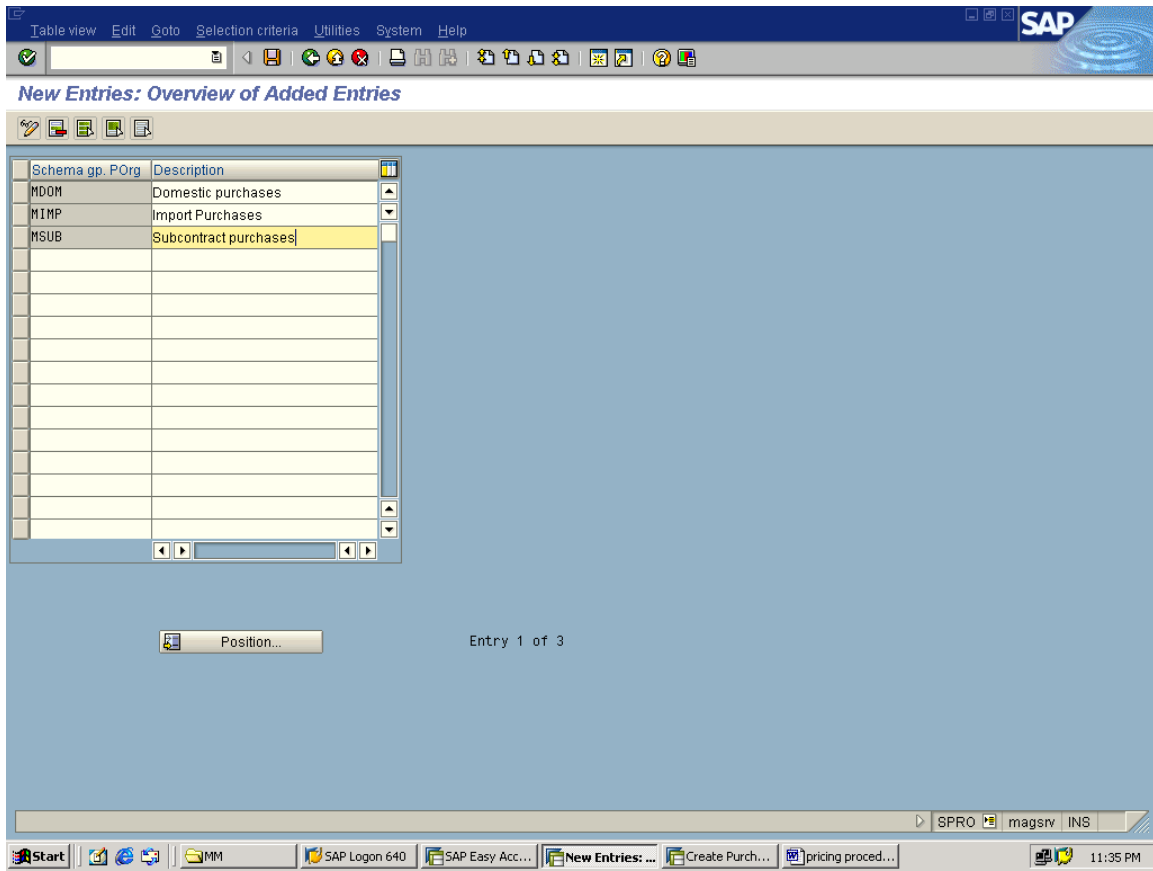 Table view Edit Goto Selection criteria Utilities System Help
SAP
New Entries: Overview of Added Entries
Schema gp. POrg Description
MDOM Domestic purchases
MIMP Import Purchases
MSUB Subcontract purchases
Position...
Entry 1 of 3
SPRO magsrv INS
Start MM SAP Logon 640 SAP Easy Acc... New Entries: ... Create Purch... pricing proced... 11:35 PM